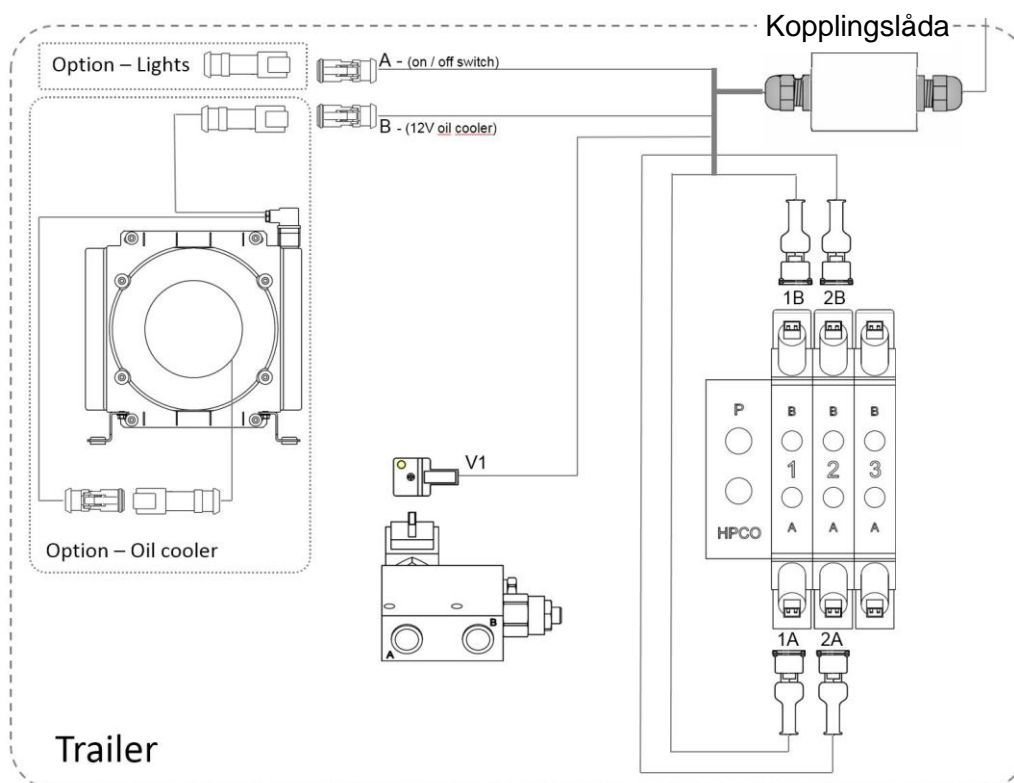 Kopplingslåda
Option – Lights
A - (on / off switch)
B - (12V oil cooler)
1B 2B
P
B B B
1 2 3
HPCO
A A A
V1
Option – Oil cooler
A B
1A 2A
Trailer